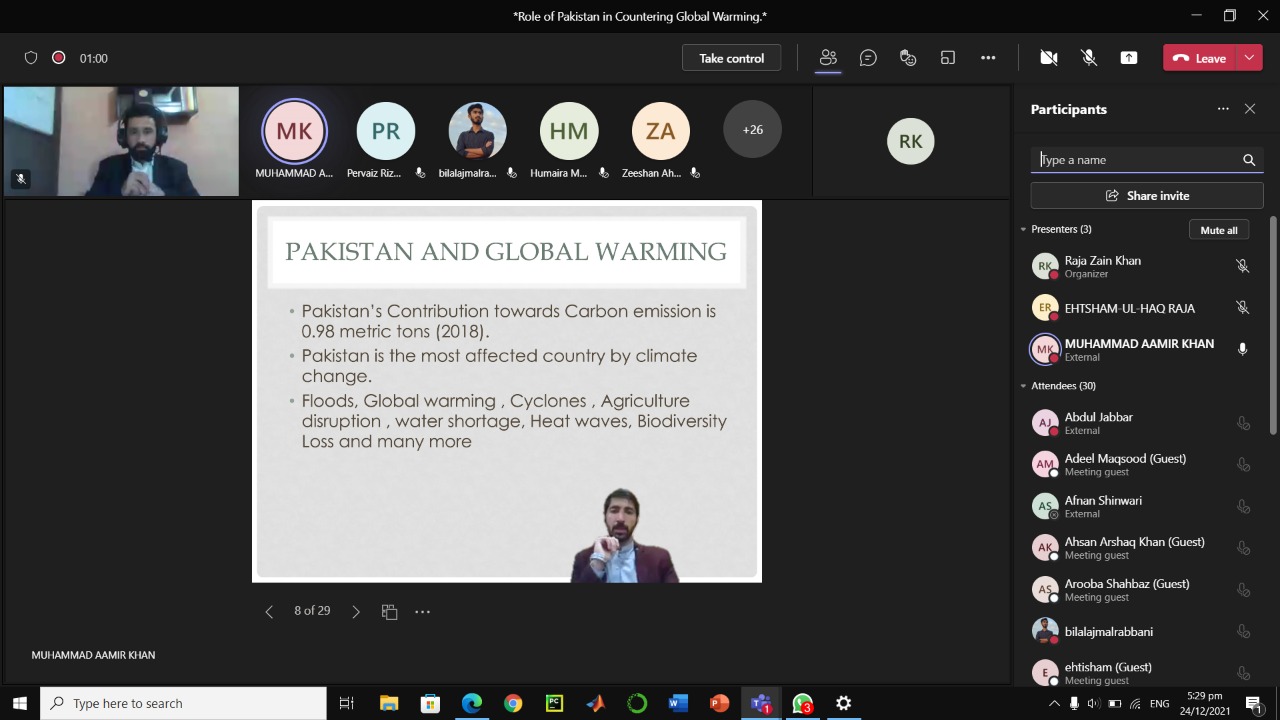 *Role of Pakistan in Countering Global Warming.*
01:00
Take control
Leave
MK
PR
HM
ZA
+26
RK
MUHAMMAD A...
Pervaiz Riz...
bilalajmalra...
Humaira M...
Zeeshan Ah...
PAKISTAN AND GLOBAL WARMING
• Pakistan's Contribution towards Carbon emission is
0.98 metric tons (2018).
• Pakistan is the most affected country by climate
change.
• Floods, Global warming , Cyclones , Agriculture
disruption , water shortage, Heat waves, Biodiversity
Loss and many more
8 of 29
MUHAMMAD AAMIR KHAN
Participants
Type a name
Share invite
Presenters (3)
Mute all
RK
Raja Zain Khan
Organizer
ER
EHTSHAM-UL-HAQ RAJA
MK
MUHAMMAD AAMIR KHAN
External
Attendees (30)
AJ
Abdul Jabbar
External
AM
Adeel Maqsood (Guest)
Meeting guest
AS
Afnan Shinwari
External
AK
Ahsan Arshaq Khan (Guest)
Meeting guest
AS
Arooba Shahbaz (Guest)
Meeting guest
bilalajmalrabbani
E
ehtisham (Guest)
Meeting guest
Type here to search
PC
W
P
1
3
ENG
5:29 pm
24/12/2021
1